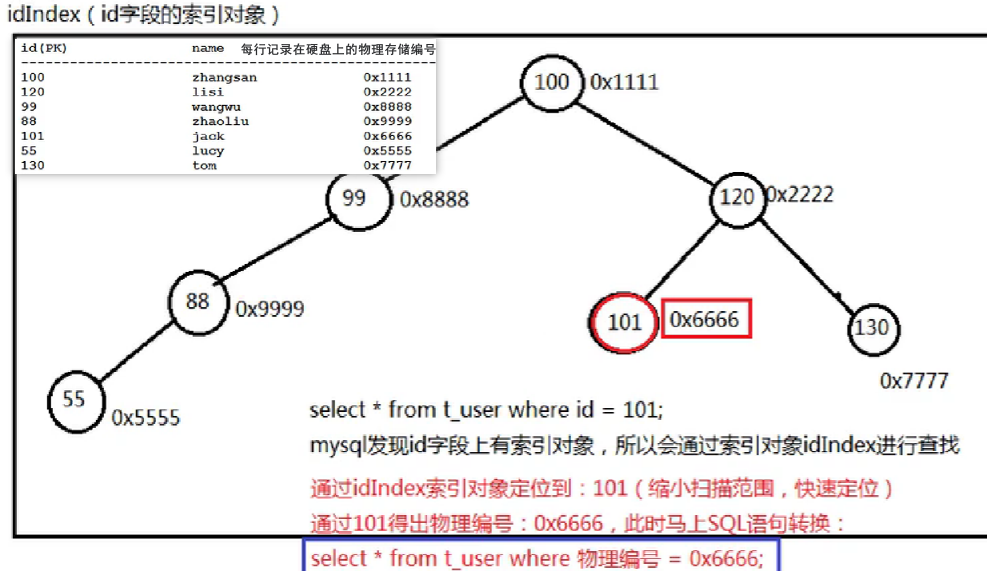 idIndex（id字段的索引对象）
id(PK) name 每行记录在硬盘上的物理存储编号
--------------------------------------------------
100 zhangsan 0x1111
120 lisi 0x2222
99 wangwu 0x8888
88 zhaoliu 0x9999
101 jack 0x6666
55 lucy 0x5555
130 tom 0x7777
100 0x1111
99 0x8888
120 0x2222
88 0x9999
101 0x6666
130
0x7777
55 0x5555
select * from t_user where id = 101;
mysql发现id字段上有索引对象，所以会通过索引对象idIndex进行查找
通过idIndex索引对象定位到：101（缩小扫描范围，快速定位）
通过101得出物理编号：0x6666，此时马上SQL语句转换：
select * from t_user where 物理编号 = 0x6666;